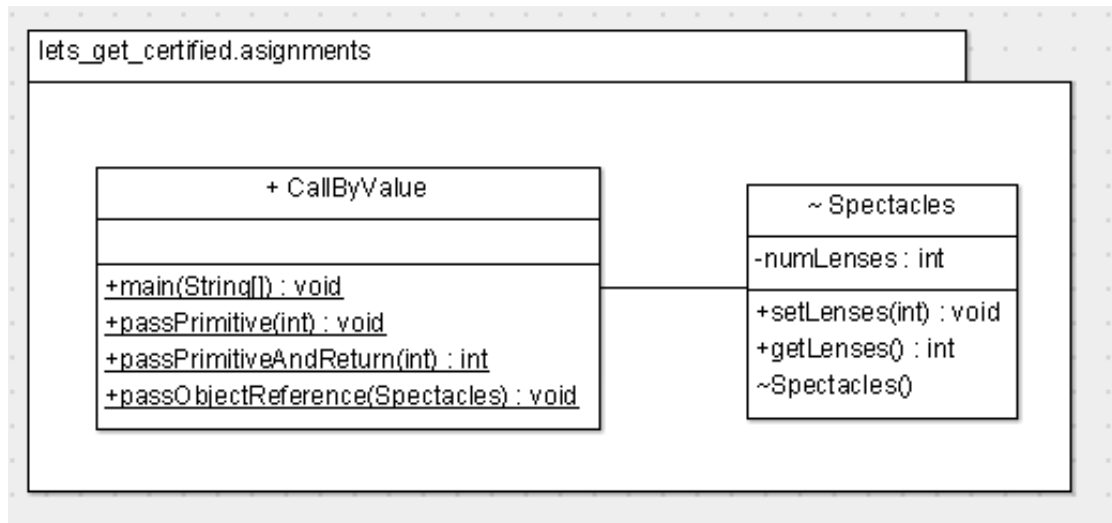 lets_get_certified.asignments
+ CallByValue
+main(String[]) : void
+passPrimitive(int) : void
+passPrimitiveAndReturn(int) : int
+passObjectReference(Spectacles) : void
~ Spectacles
-numLenses : int
+setLenses(int) : void
+getLenses() : int
~Spectacles()